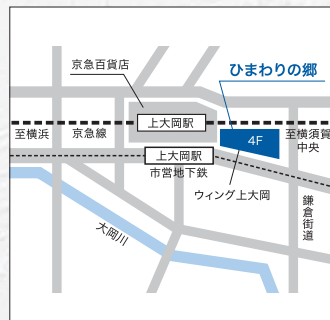 京急百貨店
ひまわりの郷
上大岡駅
4F
至横浜
京急線
至横須賀
中央
上大岡駅
市営地下鉄
ウィング上大岡
鎌倉街道
大岡川